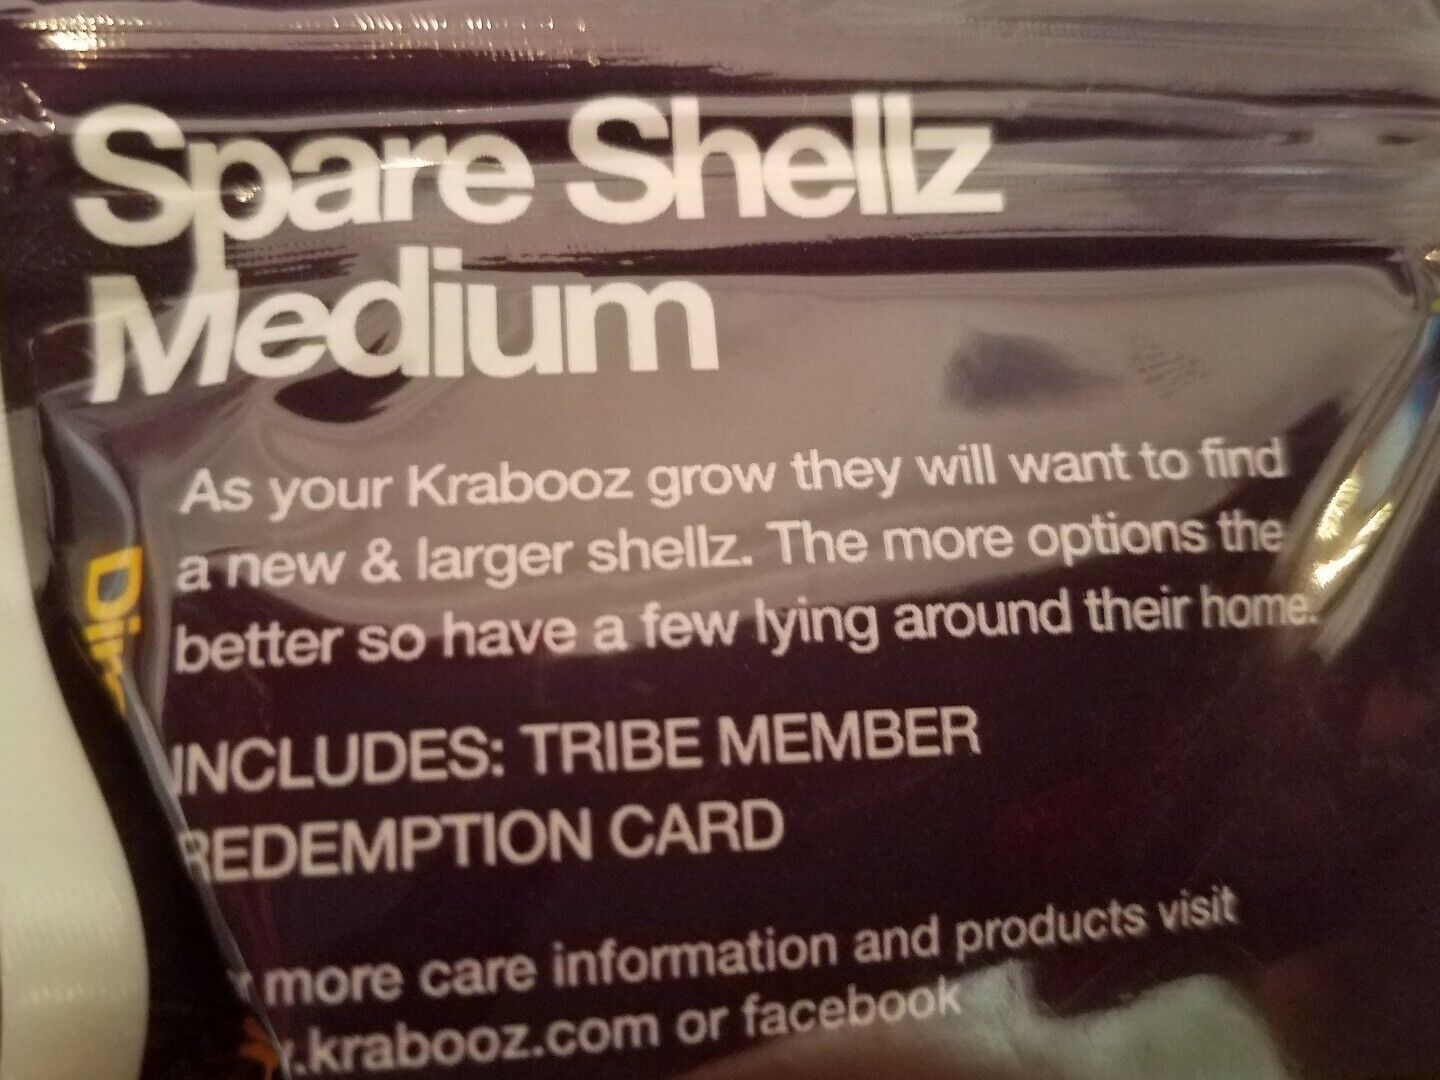 Spare Shellz
Medium
As your Krabooz grow they will want to find
a new & larger shellz. The more options the
better so have a few lying around their home.
INCLUDES: TRIBE MEMBER
REDEMPTION CARD
more care information and products visit
.krabooz.com or facebook